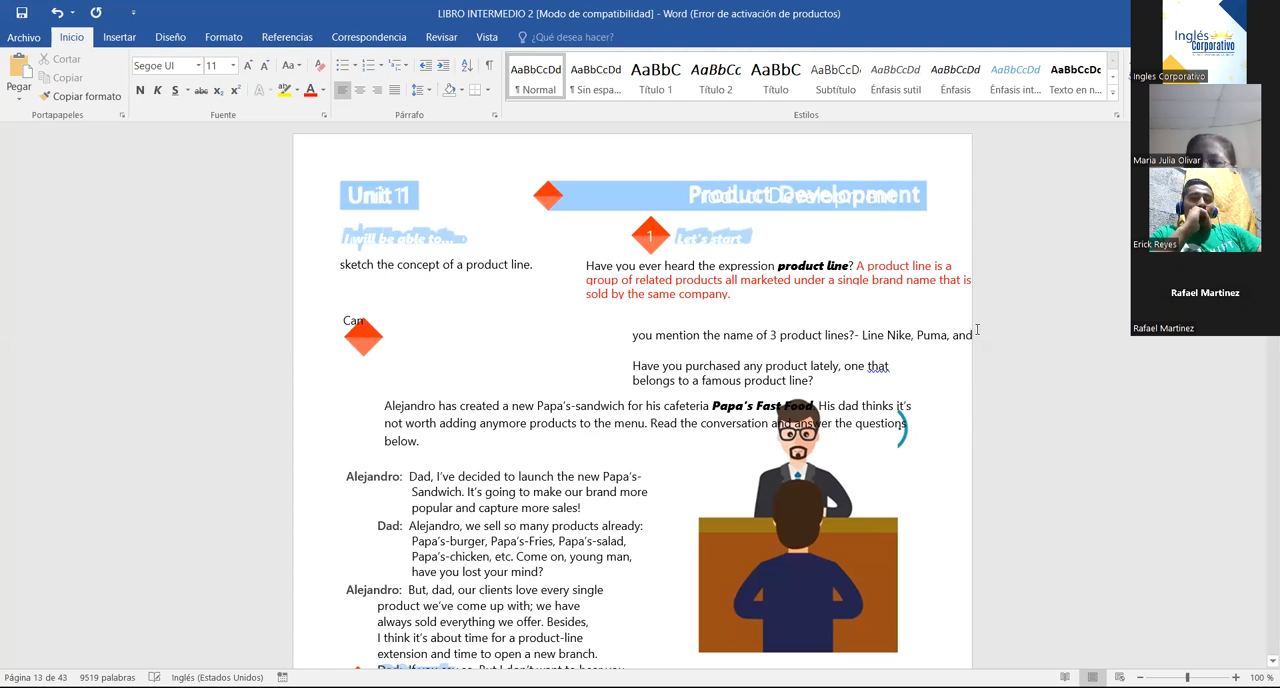 LIBRO INTERMEDIO 2 [Modo de compatibilidad] - Word (Error de activación de productos)
Archivo Inicio Insertar Diseño Formato Referencias Correspondencia Revisar Vista ¿Qué desea hacer?
Pegar
Cortar
Copiar
Copiar formato
Portapapeles
Segoe UI 11
N K S abc
Fuente
Párrafo
AaBbCcDd AaBbCcDd AaBbC AaBbCc AaBbC AaBbCcD AaBbCcDd AaBbCcDd AaBbCcDd AaBbCcDc
¶ Normal ¶ Sin espa... Título 1 Título 2 Título Subtítulo Énfasis sutil Énfasis Énfasis int... Texto en n...
Estilos
Unit 1
Product Development
I will be able to...
1 Let's start
sketch the concept of a product line.
Have you ever heard the expression product line? A product line is a
group of related products all marketed under a single brand name that is
sold by the same company.
Can
you mention the name of 3 product lines?- Line Nike, Puma, and
Have you purchased any product lately, one that
belongs to a famous product line?
Alejandro has created a new Papa's-sandwich for his cafeteria Papa's Fast Food. His dad thinks it's
not worth adding anymore products to the menu. Read the conversation and answer the questions
below.
Alejandro: Dad, I've decided to launch the new Papa's-
Sandwich. It's going to make our brand more
popular and capture more sales!
Dad: Alejandro, we sell so many products already:
Papa's-burger, Papa's-Fries, Papa's-salad,
Papa's-chicken, etc. Come on, young man,
have you lost your mind?
Alejandro: But, dad, our clients love every single
product we've come up with; we have
always sold everything we offer. Besides,
I think it's about time for a product-line
extension and time to open a new branch.
Página 13 de 43 9519 palabras Inglés (Estados Unidos) 100 %
Inglés
Corporativo
Ingles Corporativo
Maria Julia Olivar
Erick Reyes
Rafael Martinez
Rafael Martinez